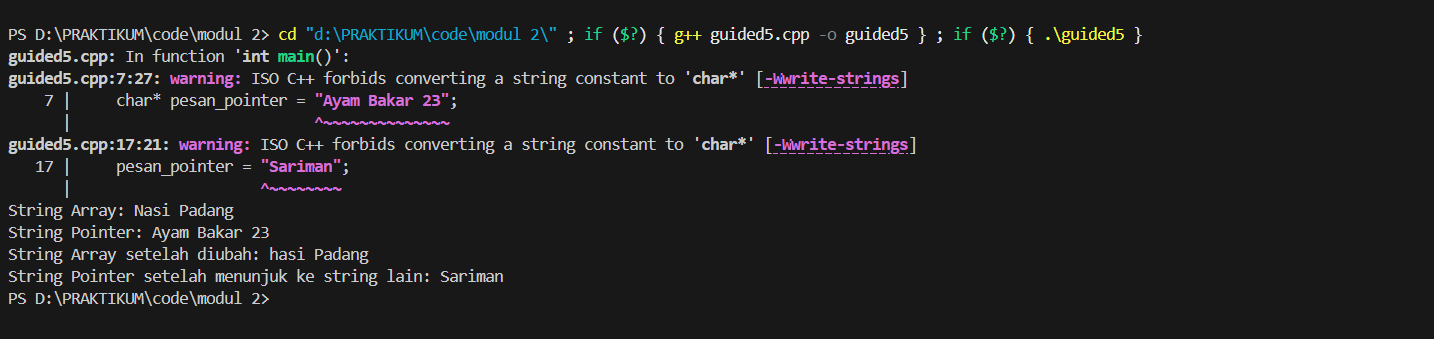 PS D:\PRAKTIKUM\code\modul 2> cd "d:\PRAKTIKUM\code\modul 2\" ; if ($?) { g++ guided5.cpp -o guided5 } ; if ($?) { .\guided5 }
guided5.cpp: In function 'int main()':
guided5.cpp:7:27: warning: ISO C++ forbids converting a string constant to 'char*' [-Wwrite-strings]
    7 |     char* pesan_pointer = "Ayam Bakar 23";
      |                           ^~~~~~~~~~~~~~~
guided5.cpp:17:21: warning: ISO C++ forbids converting a string constant to 'char*' [-Wwrite-strings]
   17 |     pesan_pointer = "Sariman";
      |                     ^~~~~~~~~
String Array: Nasi Padang
String Pointer: Ayam Bakar 23
String Array setelah diubah: hasi Padang
String Pointer setelah menunjuk ke string lain: Sariman
PS D:\PRAKTIKUM\code\modul 2>